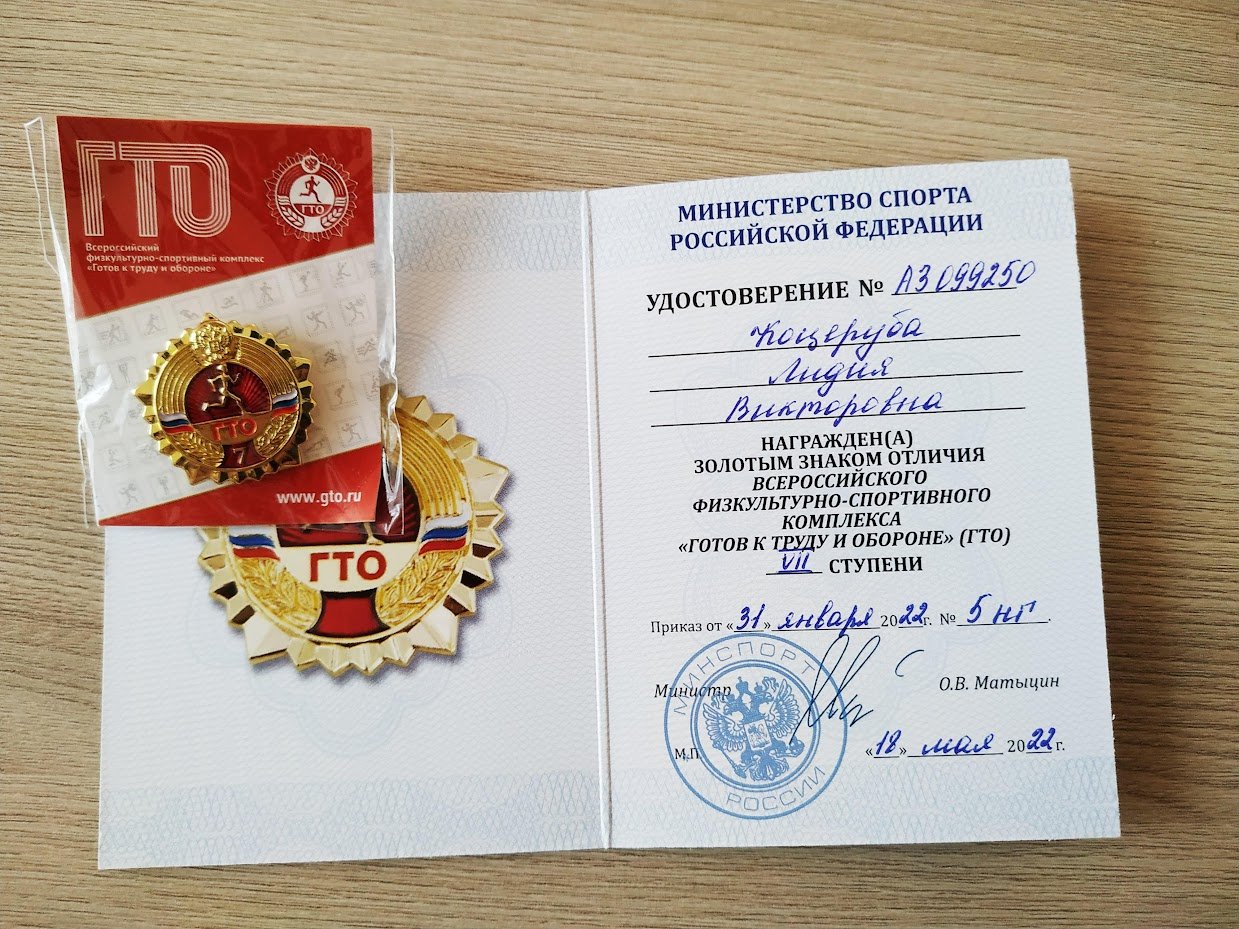 ГТО
Всероссийский
физкультурно-спортивный комплекс
«Готов к труду и обороне»
ГТО
ГТО
7
www.gto.ru
ГТО
МИНИСТЕРСТВО СПОРТА
РОССИЙСКОЙ ФЕДЕРАЦИИ
УДОСТОВЕРЕНИЕ № АЗ 099250
Коцеруба
Лидия
Викторовна
НАГРАЖДЕН(А)
ЗОЛОТЫМ ЗНАКОМ ОТЛИЧИЯ
ВСЕРОССИЙСКОГО
ФИЗКУЛЬТУРНО-СПОРТИВНОГО
КОМПЛЕКСА
«ГОТОВ К ТРУДУ И ОБОРОНЕ» (ГТО)
VII СТУПЕНИ
Приказ от «31» января 2022г. № 5 нг.
Министр О.В. Матыцин
М.П. «18» мая 2022 г.
МИНСПОРТ
РОССИИ